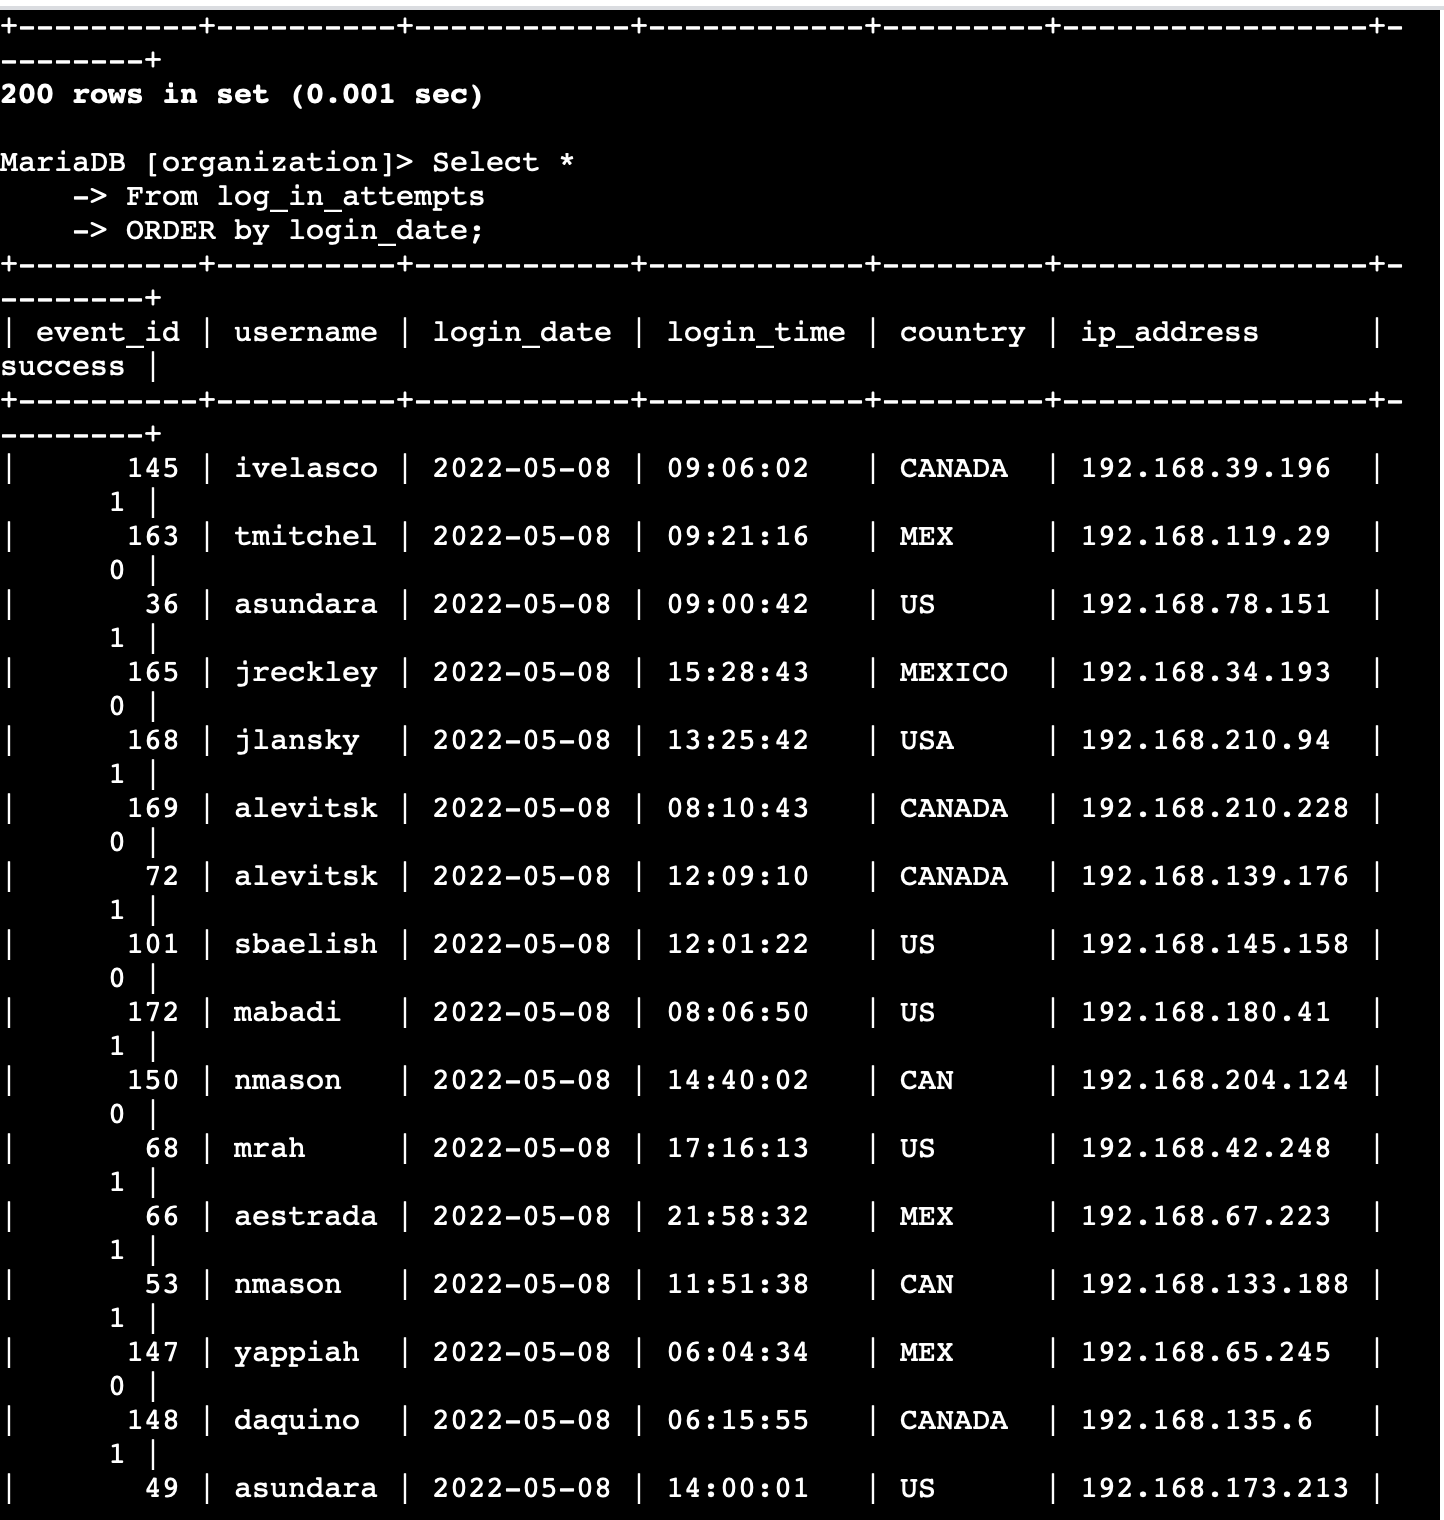 +----------+----------+------------+------------+---------+-----------------+-
--------+
200 rows in set (0.001 sec)
MariaDB [organization]> Select *
    -> From log_in_attempts
    -> ORDER by login_date;
+----------+----------+------------+------------+---------+-----------------+-
--------+
| event_id | username | login_date | login_time | country | ip_address      |
success |
+----------+----------+------------+------------+---------+-----------------+-
--------+
|      145 | ivelasco | 2022-05-08 | 09:06:02   | CANADA  | 192.168.39.196  |
      1 |
|      163 | tmitchel | 2022-05-08 | 09:21:16   | MEX     | 192.168.119.29  |
      0 |
|       36 | asundara | 2022-05-08 | 09:00:42   | US      | 192.168.78.151  |
      1 |
|      165 | jreckley | 2022-05-08 | 15:28:43   | MEXICO  | 192.168.34.193  |
      0 |
|      168 | jlansky  | 2022-05-08 | 13:25:42   | USA     | 192.168.210.94  |
      1 |
|      169 | alevitsk | 2022-05-08 | 08:10:43   | CANADA  | 192.168.210.228 |
      0 |
|       72 | alevitsk | 2022-05-08 | 12:09:10   | CANADA  | 192.168.139.176 |
      1 |
|      101 | sbaelish | 2022-05-08 | 12:01:22   | US      | 192.168.145.158 |
      0 |
|      172 | mabadi   | 2022-05-08 | 08:06:50   | US      | 192.168.180.41  |
      1 |
|      150 | nmason   | 2022-05-08 | 14:40:02   | CAN     | 192.168.204.124 |
      0 |
|       68 | mrah     | 2022-05-08 | 17:16:13   | US      | 192.168.42.248  |
      1 |
|       66 | aestrada | 2022-05-08 | 21:58:32   | MEX     | 192.168.67.223  |
      1 |
|       53 | nmason   | 2022-05-08 | 11:51:38   | CAN     | 192.168.133.188 |
      1 |
|      147 | yappiah  | 2022-05-08 | 06:04:34   | MEX     | 192.168.65.245  |
      0 |
|      148 | daquino  | 2022-05-08 | 06:15:55   | CANADA  | 192.168.135.6   |
      1 |
|       49 | asundara | 2022-05-08 | 14:00:01   | US      | 192.168.173.213 |